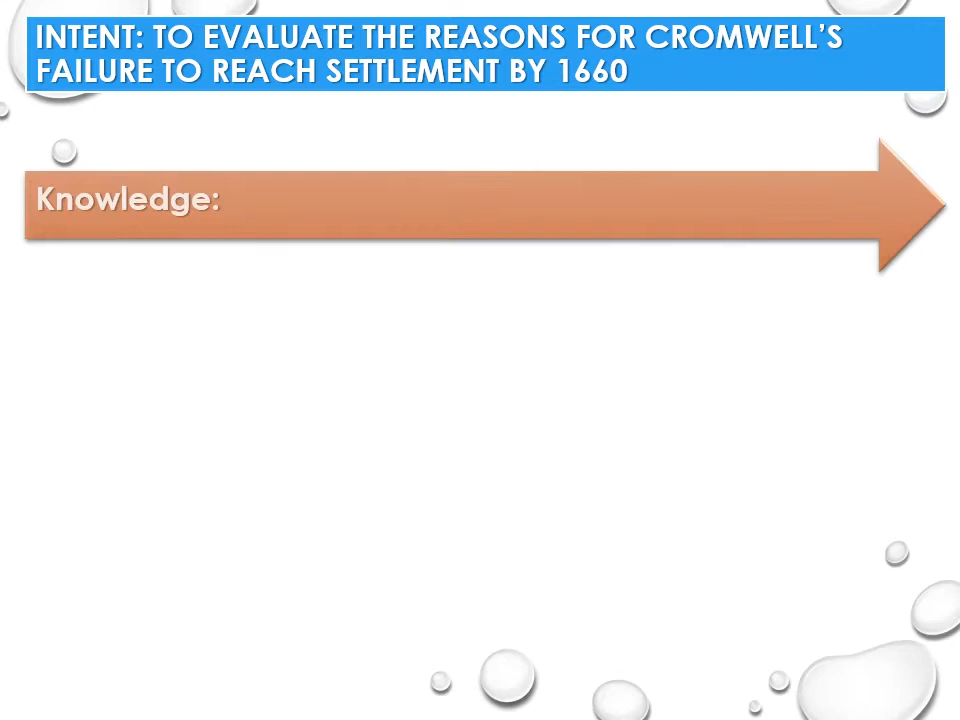 INTENT: TO EVALUATE THE REASONS FOR CROMWELL’S
FAILURE TO REACH SETTLEMENT BY 1660
Knowledge: